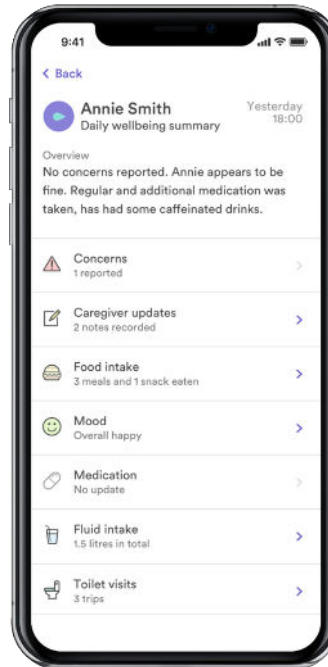 9:41
Back
Annie Smith
Daily wellbeing summary
Yesterday
18:00
Overview
No concerns reported. Annie appears to be
fine. Regular and additional medication was
taken, has had some caffeinated drinks.
Concerns
1 reported
Caregiver updates
2 notes recorded
Food intake
3 meals and 1 snack eaten
Mood
Overall happy
Medication
No update
Fluid intake
1.5 litres in total
Toilet visits
3 trips